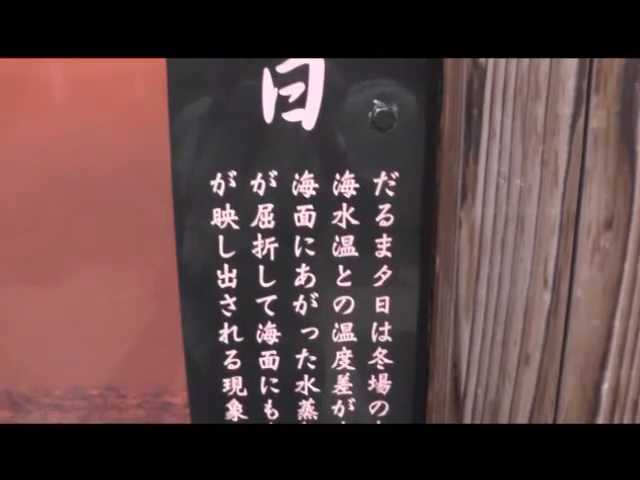 日
だるま夕日は冬場の
海水温との温度差が
海面にあがった水蒸
が屈折して海面にも
が映し出される現象